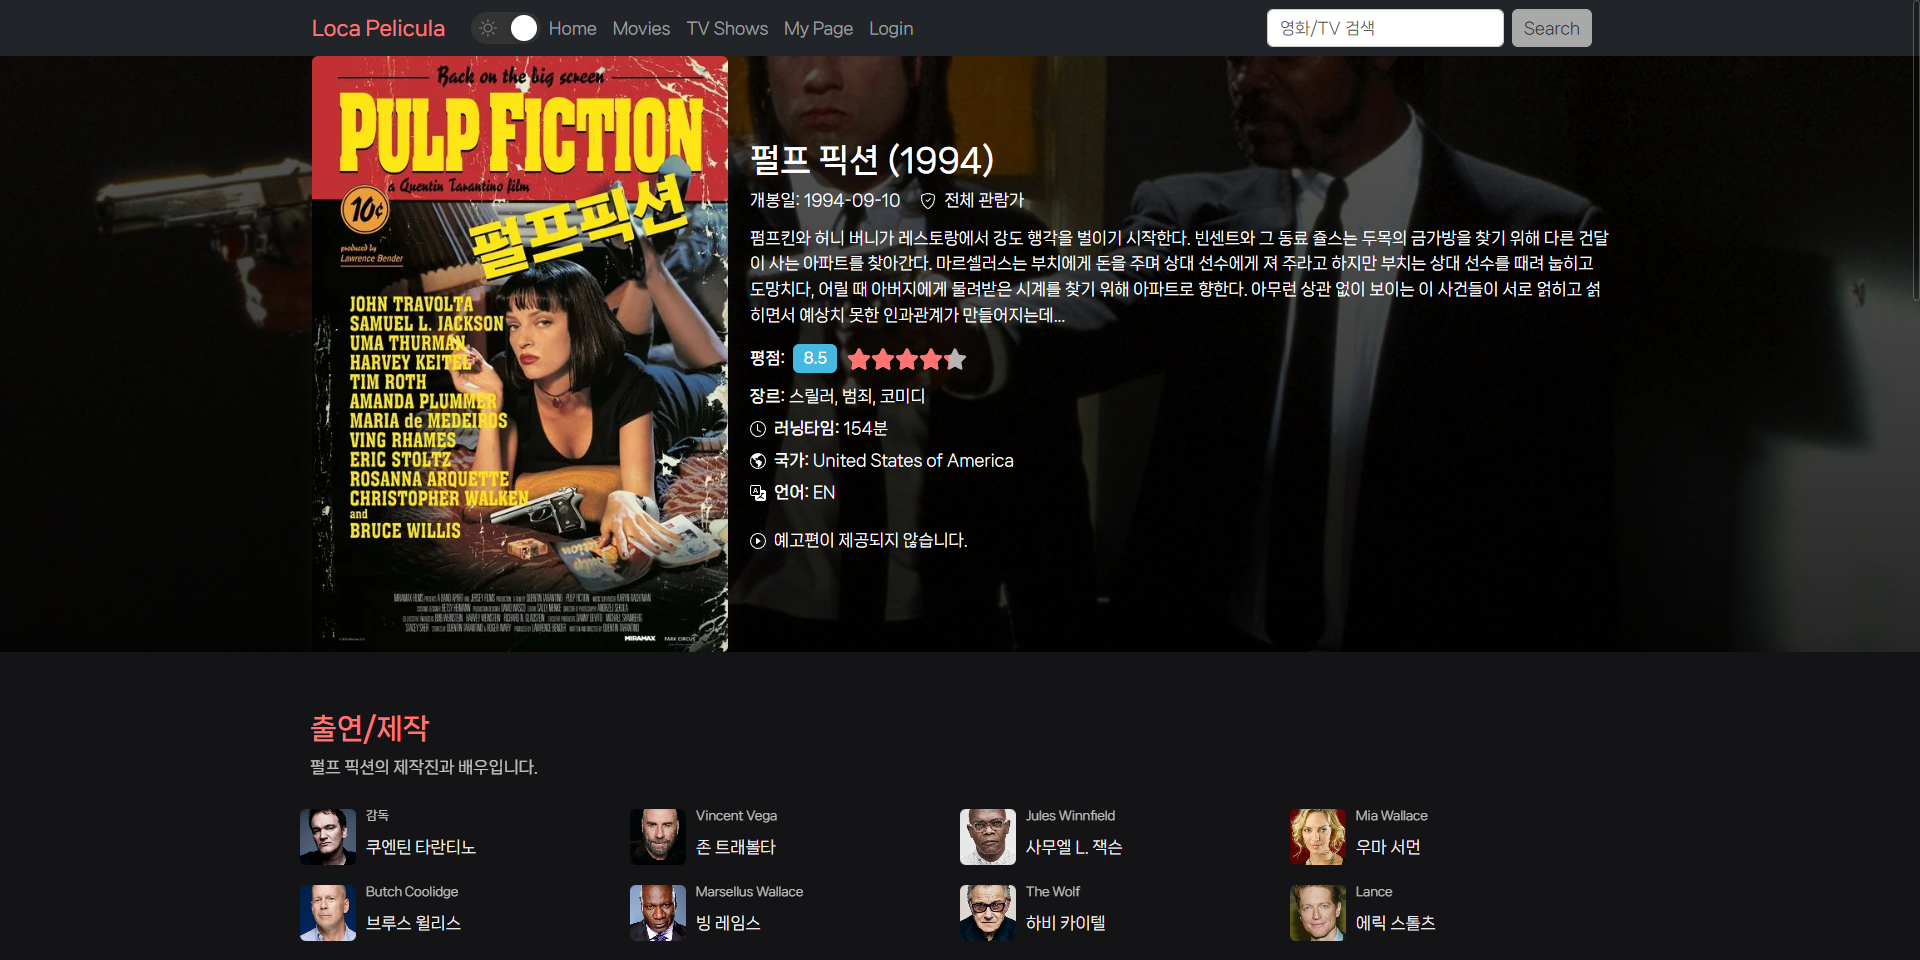 Loca Pelicula
Home
Movies
TV Shows
My Page
Login
영화/TV 검색
Search
Back on the big screen
PULP FICTION
a Quentin Tarantino film
10¢
펄프픽션
produced by
Lawrence Bender
JOHN TRAVOLTA
SAMUEL L. JACKSON
UMA THURMAN
HARVEY KEITEL
TIM ROTH
AMANDA PLUMMER
MARIA de MEDEIROS
VING RHAMES
ERIC STOLTZ
ROSANNA ARQUETTE
CHRISTOPHER WALKEN
and
BRUCE WILLIS
MIRAMAX
PARK CIRCUS
펄프 픽션 (1994)
개봉일: 1994-09-10 전체 관람가
펌프킨와 허니 버니가 레스토랑에서 강도 행각을 벌이기 시작한다. 빈센트와 그 동료 쥴스는 두목의 금가방을 찾기 위해 다른 건달
이 사는 아파트를 찾아간다. 마르셀러스는 부치에게 돈을 주며 상대 선수에게 져 주라고 하지만 부치는 상대 선수를 때려 눕히고
도망치다, 어릴 때 아버지에게 물려받은 시계를 찾기 위해 아파트로 향한다. 아무런 상관 없이 보이는 이 사건들이 서로 얽히고 섥
히면서 예상치 못한 인과관계가 만들어지는데...
평점: 8.5
장르: 스릴러, 범죄, 코미디
러닝타임: 154분
국가: United States of America
언어: EN
예고편이 제공되지 않습니다.
출연/제작
펄프 픽션의 제작진과 배우입니다.
감독
쿠엔틴 타란티노
Vincent Vega
존 트래볼타
Jules Winnfield
사무엘 L. 잭슨
Mia Wallace
우마 서먼
Butch Coolidge
브루스 윌리스
Marsellus Wallace
빙 레임스
The Wolf
하비 카이텔
Lance
에릭 스톨츠